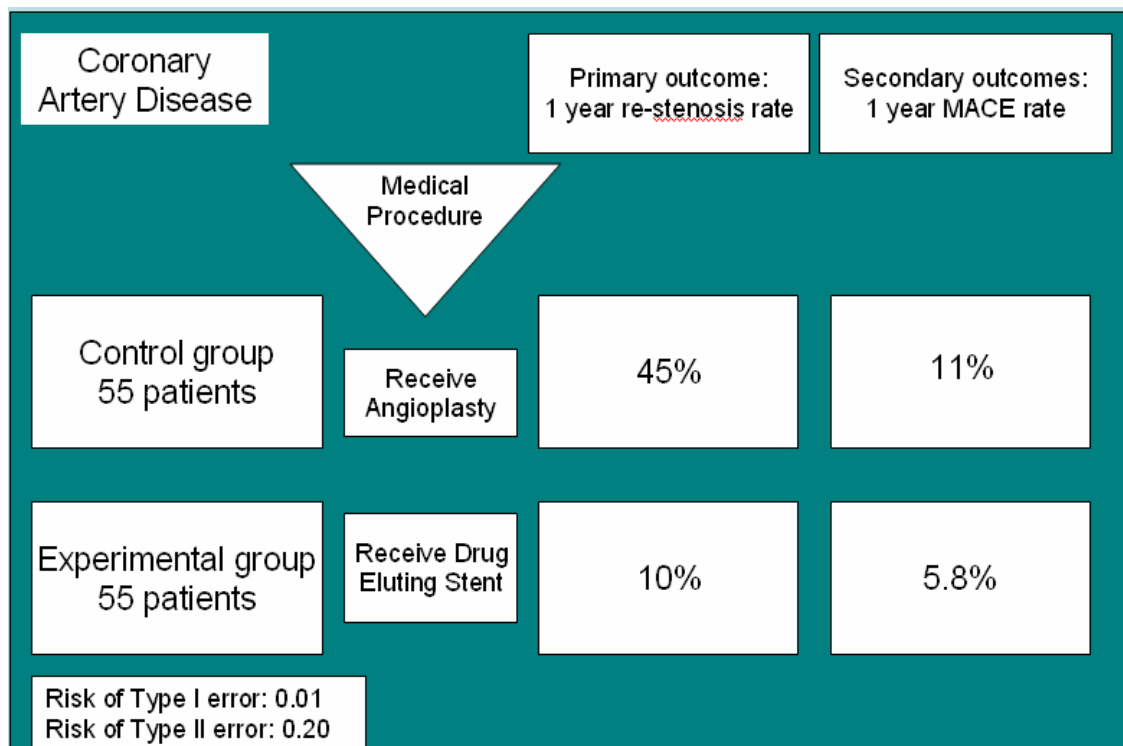 Coronary
Artery Disease
Primary outcome:
1 year re-stenosis rate
Secondary outcomes:
1 year MACE rate
Medical
Procedure
Control group
55 patients
Receive
Angioplasty
45%
11%
Experimental group
55 patients
Receive Drug
Eluting Stent
10%
5.8%
Risk of Type I error: 0.01
Risk of Type II error: 0.20